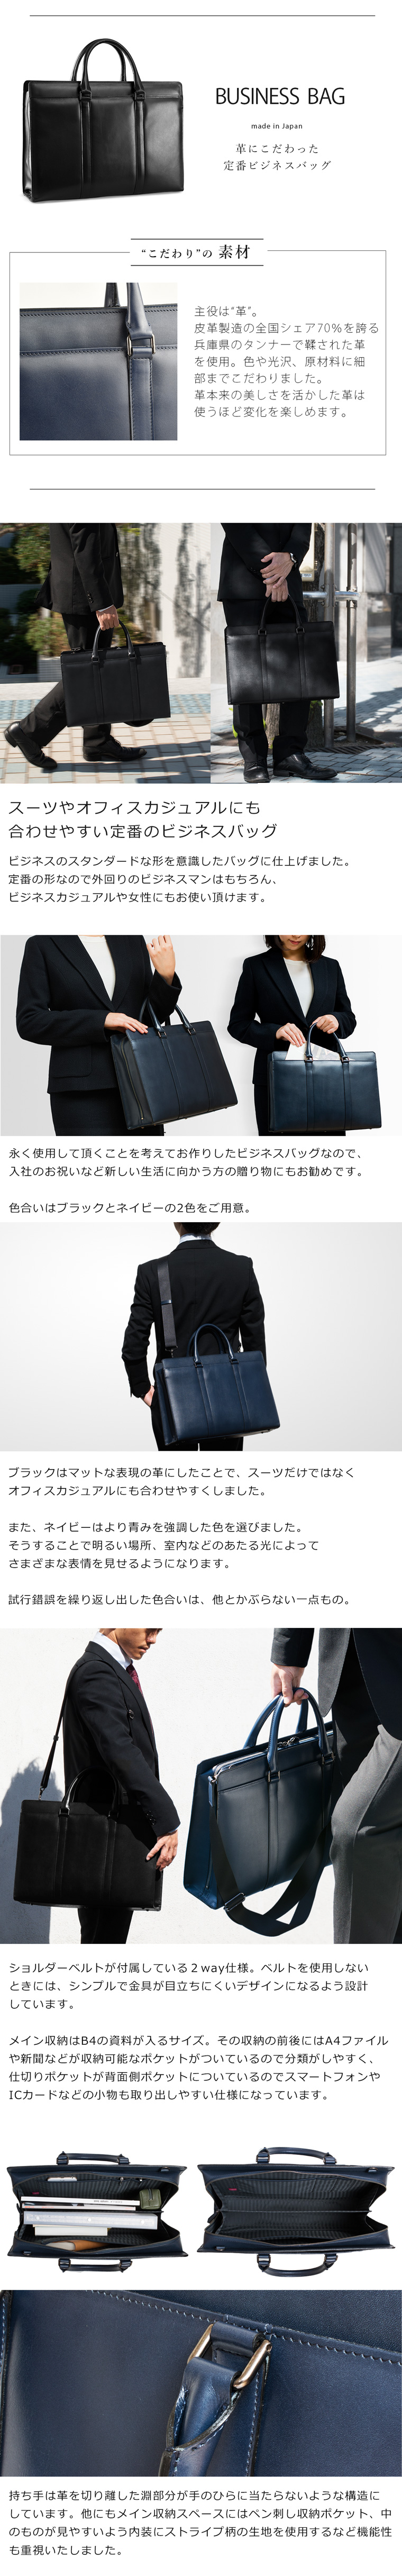 BUSINESS BAG
made in Japan
革にこだわった
定番ビジネスバッグ
“こだわり”の 素材
主役は“革”。
皮革製造の全国シェア70%を誇る
兵庫県のタンナーで鞣された革
を使用。色や光沢、原材料に細
部までこだわりました。
革本来の美しさを活かした革は
使うほど変化を楽しめます。
スーツやオフィスカジュアルにも
合わせやすい定番のビジネスバッグ
ビジネスのスタンダードな形を意識したバッグに仕上げました。
定番の形なので外回りのビジネスマンはもちろん、
ビジネスカジュアルや女性にもお使い頂けます。
永く使用して頂くことを考えてお作りしたビジネスバッグなので、
入社のお祝いなど新しい生活に向かう方の贈り物にもお勧めです。
色合いはブラックとネイビーの2色をご用意。
ブラックはマットな表現の革にしたことで、スーツだけではなく
オフィスカジュアルにも合わせやすくしました。
また、ネイビーはより青みを強調した色を選びました。
そうすることで明るい場所、室内などのあたる光によって
さまざまな表情を見せるようになります。
試行錯誤を繰り返し出した色合いは、他とかぶらない一点もの。
ショルダーベルトが付属している２way仕様。ベルトを使用しない
ときには、シンプルで金具が目立ちにくいデザインになるよう設計
しています。
メイン収納はB4の資料が入るサイズ。その収納の前後にはA4ファイル
や新聞などが収納可能なポケットがついているので分類がしやすく、
仕切りポケットが背面側ポケットについているのでスマートフォンや
ICカードなどの小物も取り出しやすい仕様になっています。
持ち手は革を切り離した淵部分が手のひらに当たらないような構造に
しています。他にもメイン収納スペースにはペン刺し収納ポケット、中
のものが見やすいよう内装にストライプ柄の生地を使用するなど機能性
も重視いたしました。